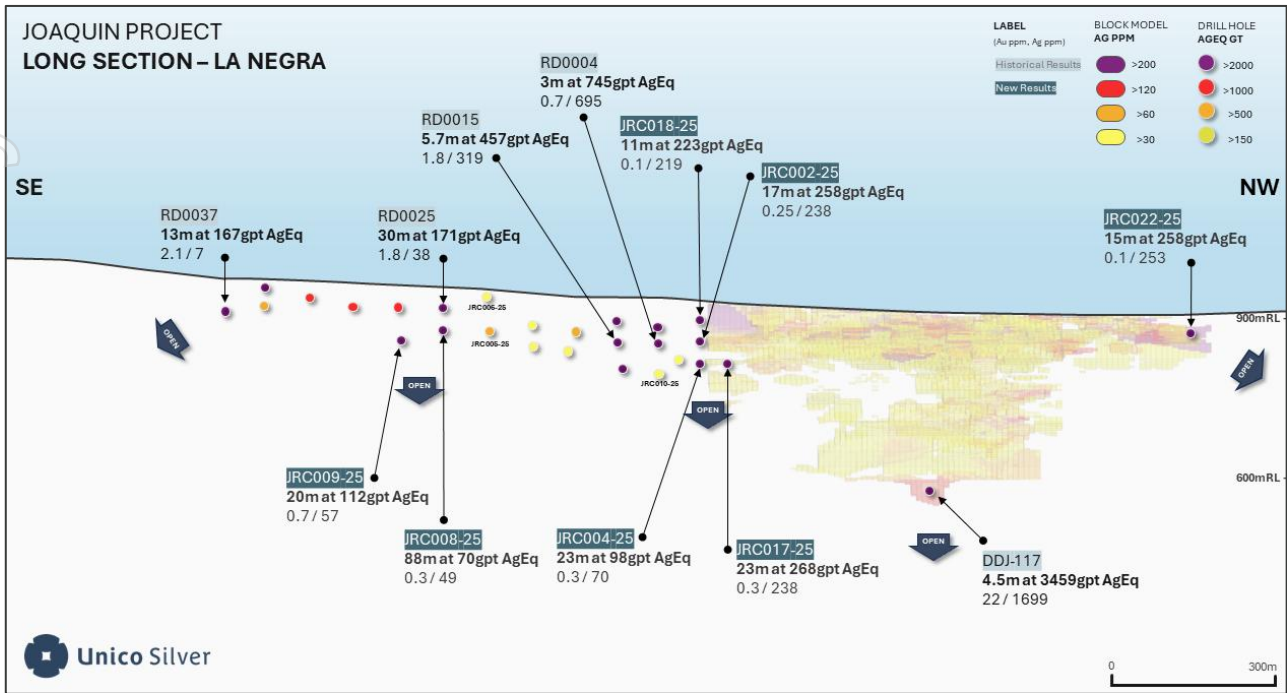 JOAQUIN PROJECT
LONG SECTION – LA NEGRA
LABEL
(Au ppm, Ag ppm)
Historical Results
New Results
BLOCK MODEL
AG PPM
>200
>120
>60
>30
DRILL HOLE
AGEQ GT
>2000
>1000
>500
>150
SE
NW
RD0004
3m at 745gpt AgEq
0.7 / 695
RD0015
5.7m at 457gpt AgEq
1.8 / 319
JRC018-25
11m at 223gpt AgEq
0.1 / 219
JRC002-25
17m at 258gpt AgEq
0.25 / 238
RD0037
13m at 167gpt AgEq
2.1 / 7
RD0025
30m at 171gpt AgEq
1.8 / 38
JRC022-25
15m at 258gpt AgEq
0.1 / 253
JRC006-25
JRC005-25
JRC010-25
900mRL
600mRL
OPEN
OPEN
OPEN
OPEN
OPEN
JRC009-25
20m at 112gpt AgEq
0.7 / 57
JRC008-25
88m at 70gpt AgEq
0.3 / 49
JRC004-25
23m at 98gpt AgEq
0.3 / 70
JRC017-25
23m at 268gpt AgEq
0.3 / 238
DDJ-117
4.5m at 3459gpt AgEq
22 / 1699
Unico Silver
0 300m